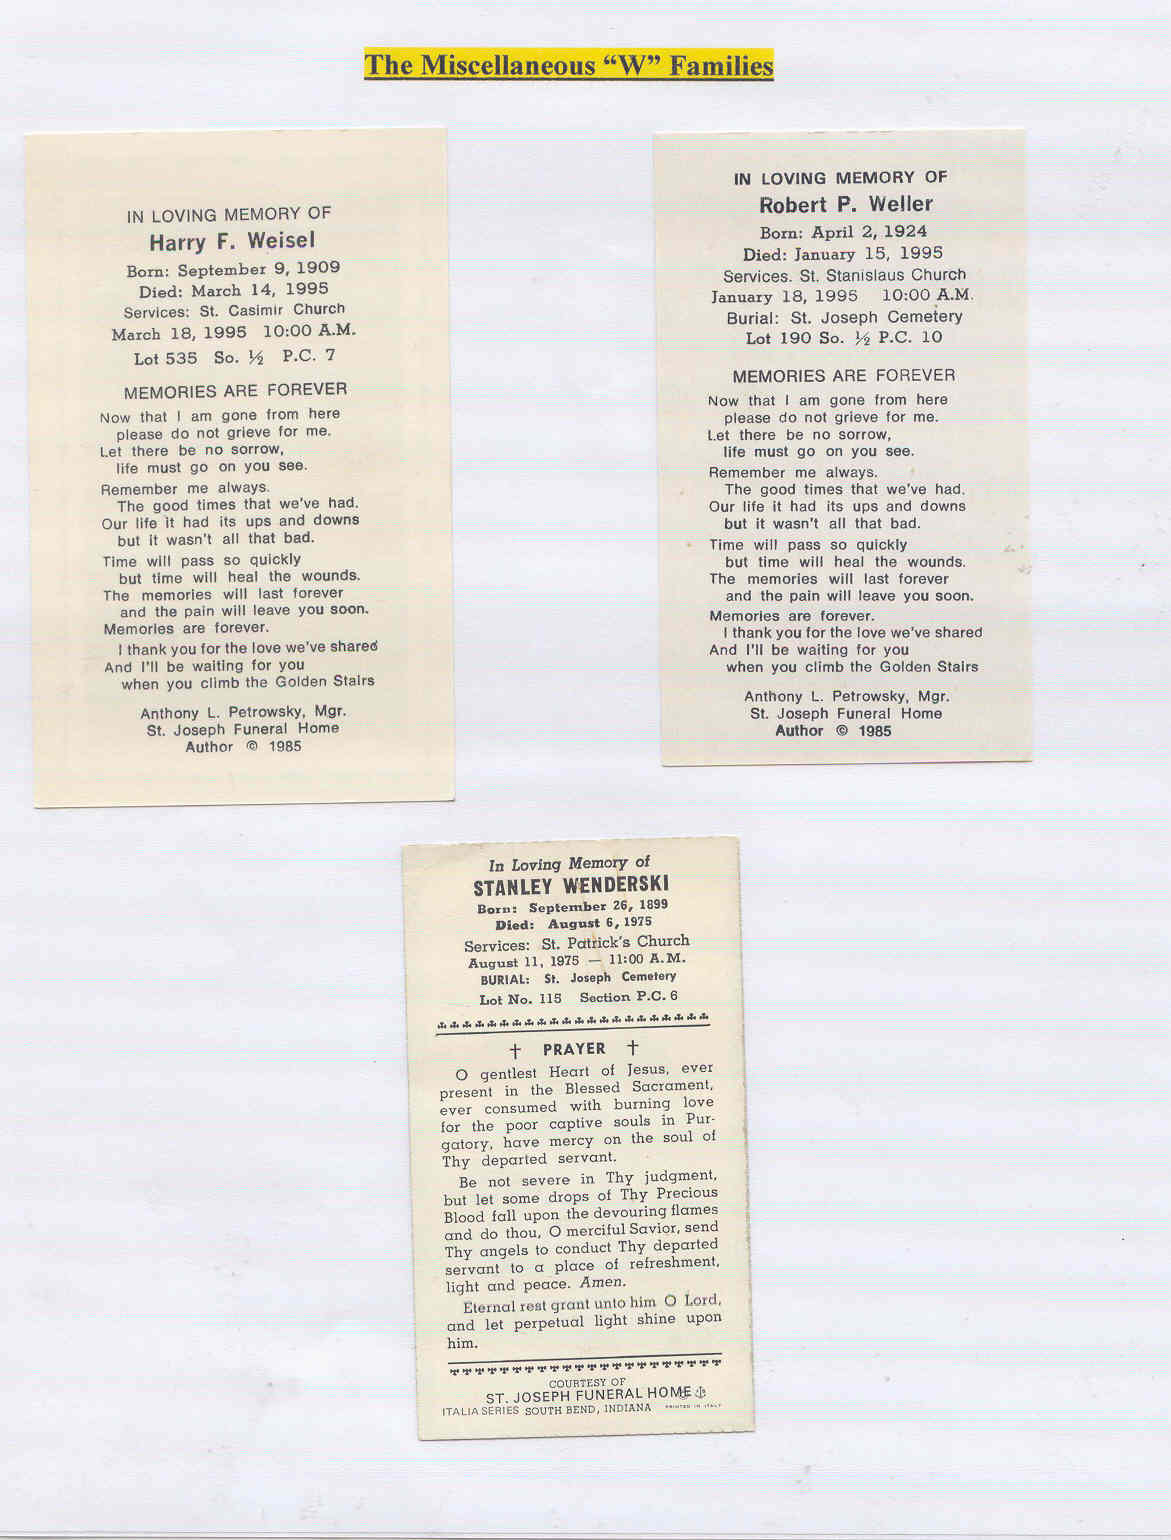 The Miscellaneous “W” Families
IN LOVING MEMORY OF
Harry F. Weisel
Born: September 9, 1909
Died: March 14, 1995
Services: St. Casimir Church
March 18, 1995 10:00 A.M.
Lot 535 So. ½ P.C. 7
MEMORIES ARE FOREVER
Now that I am gone from here
please do not grieve for me.
Let there be no sorrow,
life must go on you see.
Remember me always.
The good times that we've had.
Our life it had its ups and downs
but it wasn't all that bad.
Time will pass so quickly
but time will heal the wounds.
The memories will last forever
and the pain will leave you soon.
Memories are forever.
I thank you for the love we've shared
And I'll be waiting for you
when you climb the Golden Stairs
Anthony L. Petrowsky, Mgr.
St. Joseph Funeral Home
Author © 1985
IN LOVING MEMORY OF
Robert P. Weller
Born: April 2, 1924
Died: January 15, 1995
Services. St. Stanislaus Church
January 18, 1995 10:00 A.M.
Burial: St. Joseph Cemetery
Lot 190 So. ½ P.C. 10
MEMORIES ARE FOREVER
Now that I am gone from here
please do not grieve for me.
Let there be no sorrow,
life must go on you see.
Remember me always.
The good times that we've had.
Our life it had its ups and downs
but it wasn't all that bad.
Time will pass so quickly
but time will heal the wounds.
The memories will last forever
and the pain will leave you soon.
Memories are forever.
I thank you for the love we've shared
And I'll be waiting for you
when you climb the Golden Stairs
Anthony L. Petrowsky, Mgr.
St. Joseph Funeral Home
Author © 1985
In Loving Memory of
STANLEY WENDERSKI
Born: September 26, 1899
Died: August 6, 1975
Services: St. Patrick's Church
August 11, 1975 — 11:00 A.M.
BURIAL: St. Joseph Cemetery
Lot No. 115 Section P.C. 6
† PRAYER †
O gentlest Heart of Jesus, ever
present in the Blessed Sacrament,
ever consumed with burning love
for the poor captive souls in Pur-
gatory, have mercy on the soul of
Thy departed servant.
Be not severe in Thy judgment,
but let some drops of Thy Precious
Blood fall upon the devouring flames
and do thou, O merciful Savior, send
Thy angels to conduct Thy departed
servant to a place of refreshment,
light and peace. Amen.
Eternal rest grant unto him O Lord,
and let perpetual light shine upon
him.
COURTESY OF
ST. JOSEPH FUNERAL HOME
ITALIA SERIES SOUTH BEND, INDIANA PRINTED IN ITALY